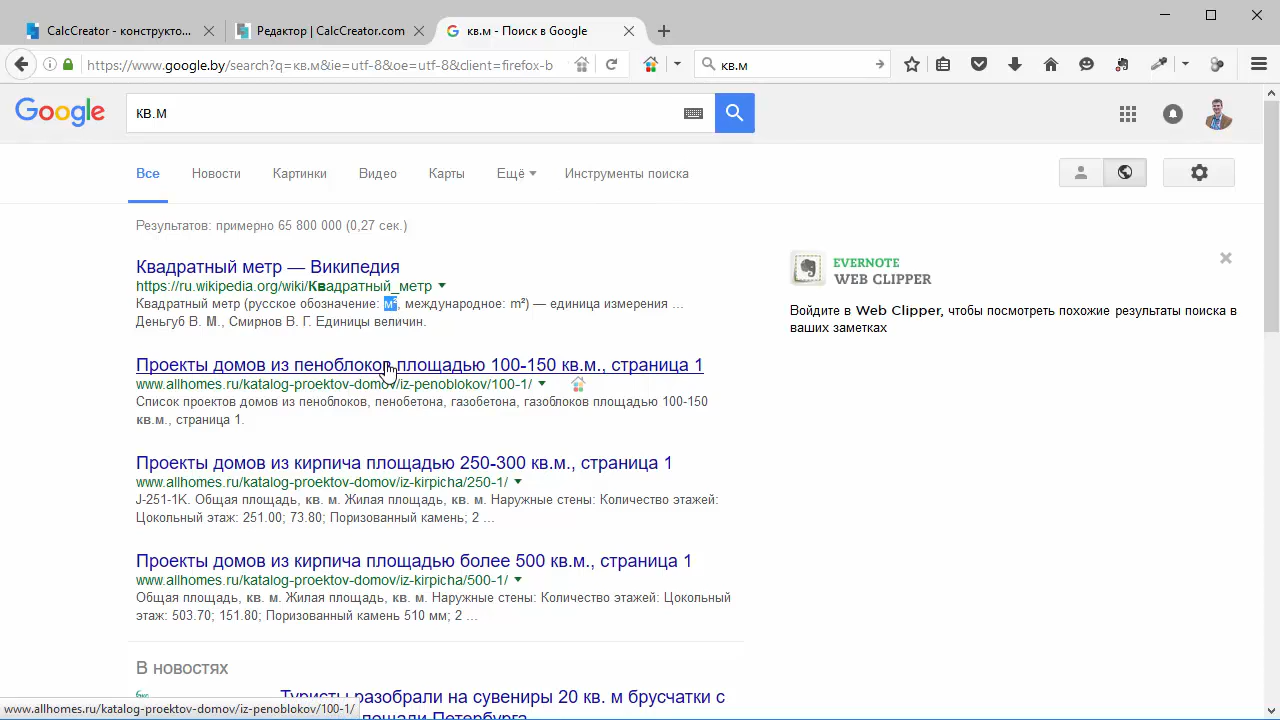 CalcCreator - конструкто...
Редактор | CalcCreator.com
кв.м - Поиск в Google
https://www.google.by/search?q=кв.м&ie=utf-8&oe=utf-8&client=firefox-b
кв.м
Google
кв.м
Все
Новости
Картинки
Видео
Карты
Ещё
Инструменты поиска
Результатов: примерно 65 800 000 (0,27 сек.)
Квадратный метр — Википедия
https://ru.wikipedia.org/wiki/Квадратный_метр
Квадратный метр (русское обозначение: м², международное: m²) — единица измерения ...
Деньгуб В. М., Смирнов В. Г. Единицы величин.
Проекты домов из пеноблоков площадью 100-150 кв.м., страница 1
www.allhomes.ru/katalog-proektov-domov/iz-penoblokov/100-1/
Список проектов домов из пеноблоков, пенобетона, газобетона, газоблоков площадью 100-150
кв.м., страница 1.
Проекты домов из кирпича площадью 250-300 кв.м., страница 1
www.allhomes.ru/katalog-proektov-domov/iz-kirpicha/250-1/
J-251-1K. Общая площадь, кв. м. Жилая площадь, кв. м. Наружные стены: Количество этажей:
Цокольный этаж: 251.00; 73.80; Поризованный камень; 2 ...
Проекты домов из кирпича площадью более 500 кв.м., страница 1
www.allhomes.ru/katalog-proektov-domov/iz-kirpicha/500-1/
Общая площадь, кв. м. Жилая площадь, кв. м. Наружные стены: Количество этажей: Цокольный
этаж: 503.70; 151.80; Поризованный камень 510 мм; 2 ...
В новостях
Туристы разобрали на сувениры 20 кв. м брусчатки с
площади Петербурга
EVERNOTE
WEB CLIPPER
Войдите в Web Clipper, чтобы посмотреть похожие результаты поиска в
ваших заметках
www.allhomes.ru/katalog-proektov-domov/iz-penoblokov/100-1/